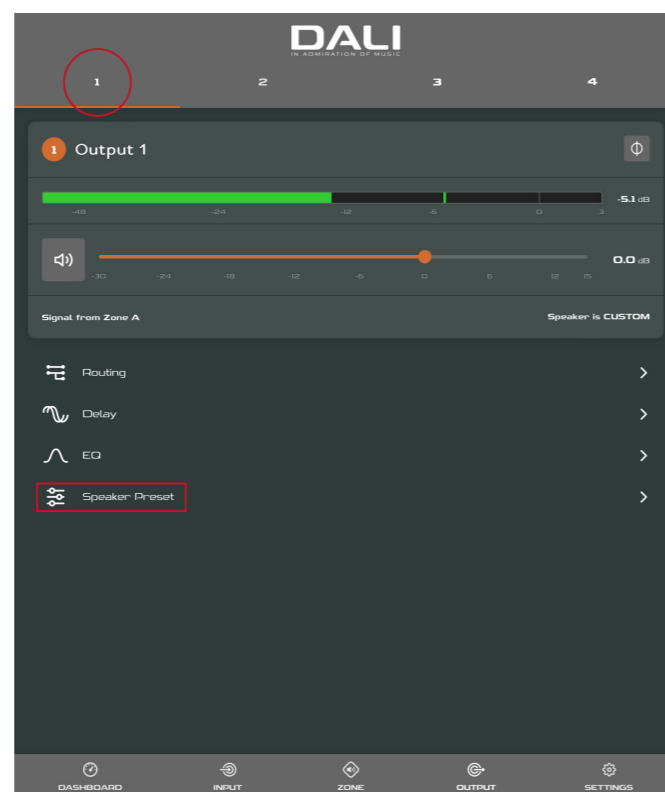 DALI
IN ADMIRATION OF MUSIC
1 2 3 4
1 Output 1
-5.1 dB
-48 -24 -12 -6 0 3
0.0 dB
-30 -24 -18 -12 -6 0 6 12 15
Signal from Zone A Speaker is CUSTOM
Routing
Delay
EQ
Speaker Preset
DASHBOARD INPUT ZONE OUTPUT SETTINGS